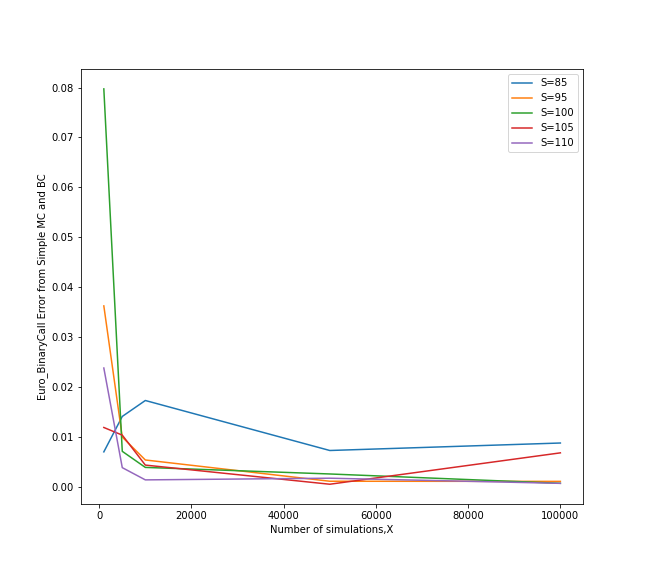 S=85
S=95
S=100
S=105
S=110
0.08
0.07
0.06
0.05
0.04
0.03
0.02
0.01
0.00
Euro_BinaryCall Error from Simple MC and BC
0
20000
40000
60000
80000
100000
Number of simulations,X